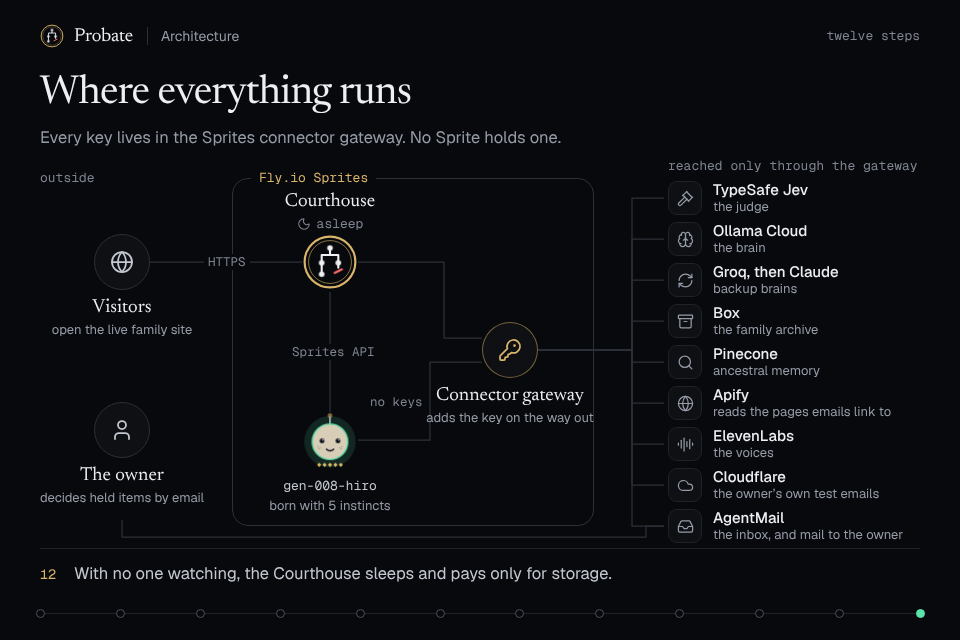 Probate
Architecture
twelve steps
Where everything runs
Every key lives in the Sprites connector gateway. No Sprite holds one.
outside
Fly.io Sprites
reached only through the gateway
Courthouse
asleep
HTTPS
Visitors
open the live family site
Sprites API
no keys
Connector gateway
adds the key on the way out
The owner
decides held items by email
gen-008-hiro
born with 5 instincts
TypeSafe Jev
the judge
Ollama Cloud
the brain
Groq, then Claude
backup brains
Box
the family archive
Pinecone
ancestral memory
Apify
reads the pages emails link to
ElevenLabs
the voices
Cloudflare
the owner's own test emails
AgentMail
the inbox, and mail to the owner
12 With no one watching, the Courthouse sleeps and pays only for storage.